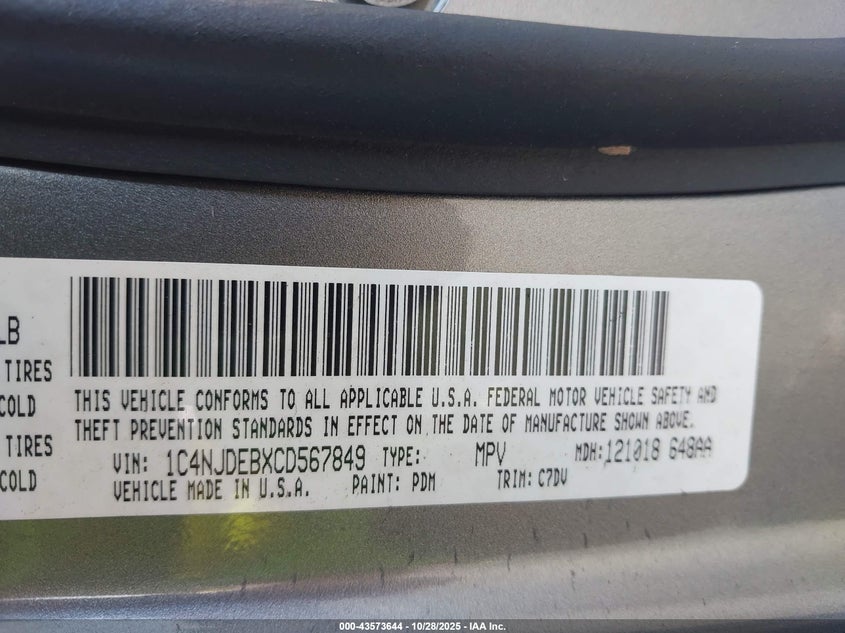 LB
TIRES
COLD
TIRES
COLD
THIS VEHICLE CONFORMS TO ALL APPLICABLE U.S.A. FEDERAL MOTOR VEHICLE SAFETY AND
THEFT PREVENTION STANDARDS IN EFFECT ON THE DATE OF MANUFACTURE SHOWN ABOVE.
VIN: 1C4NJDEBXCD567849 TYPE: MPV MDH:121018 648AA
VEHICLE MADE IN U.S.A. PAINT: PDM TRIM: C7DV
000-43573644 | 10/28/2025 - IAA Inc.